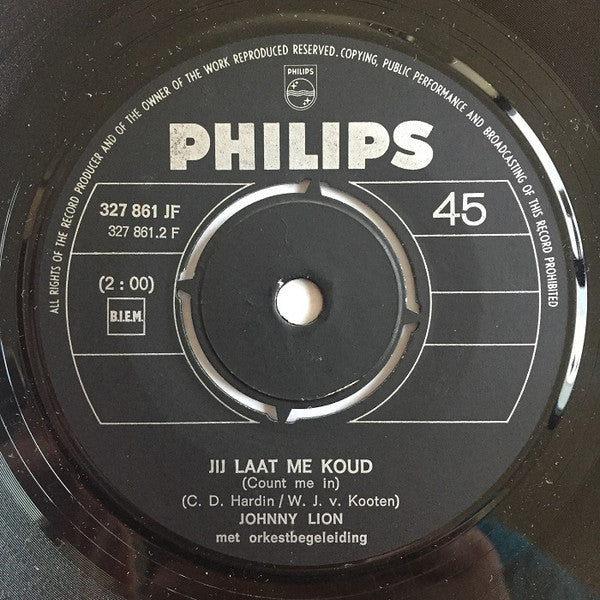 ALL RIGHTS OF THE RECORD PRODUCER AND OF THE OWNER OF THE WORK REPRODUCED RESERVED. COPYING, PUBLIC PERFORMANCE AND BROADCASTING OF THIS RECORD PROHIBITED
PHILIPS
PHILIPS
327 861 JF
45
327 861.2 F
(2 : 00)
B.I.E.M.
JIJ LAAT ME KOUD
(Count me in)
(C. D. Hardin / W. J. v. Kooten)
JOHNNY LION
met orkestbegeleiding